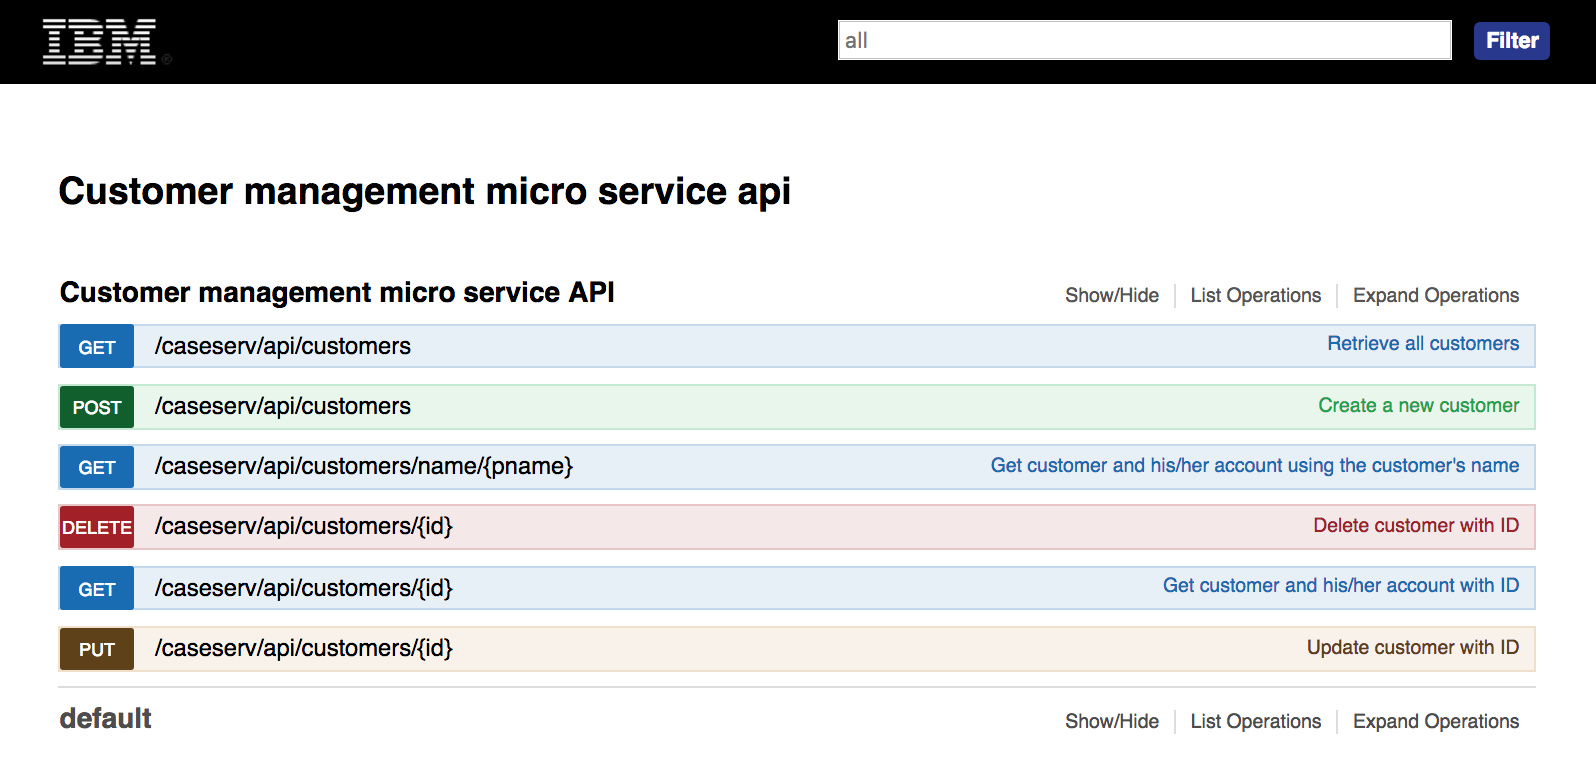 IBM®
all
Filter
Customer management micro service api
Customer management micro service API
Show/Hide
List Operations
Expand Operations
GET /caseserv/api/customers Retrieve all customers
POST /caseserv/api/customers Create a new customer
GET /caseserv/api/customers/name/{pname} Get customer and his/her account using the customer's name
DELETE /caseserv/api/customers/{id} Delete customer with ID
GET /caseserv/api/customers/{id} Get customer and his/her account with ID
PUT /caseserv/api/customers/{id} Update customer with ID
default
Show/Hide
List Operations
Expand Operations